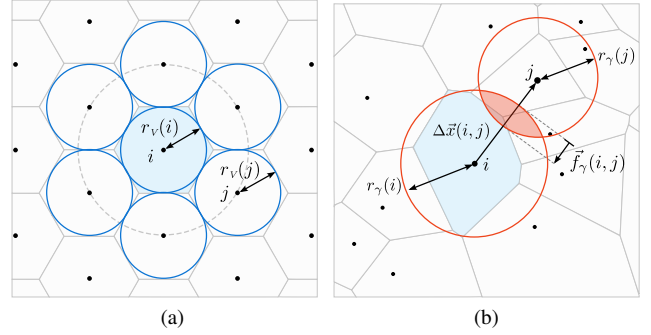 r_V(i)
i
r_V(j)
j
(a)
j
r_γ(j)
Δx⃗(i, j)
i
f⃗_γ(i, j)
r_γ(i)
(b)